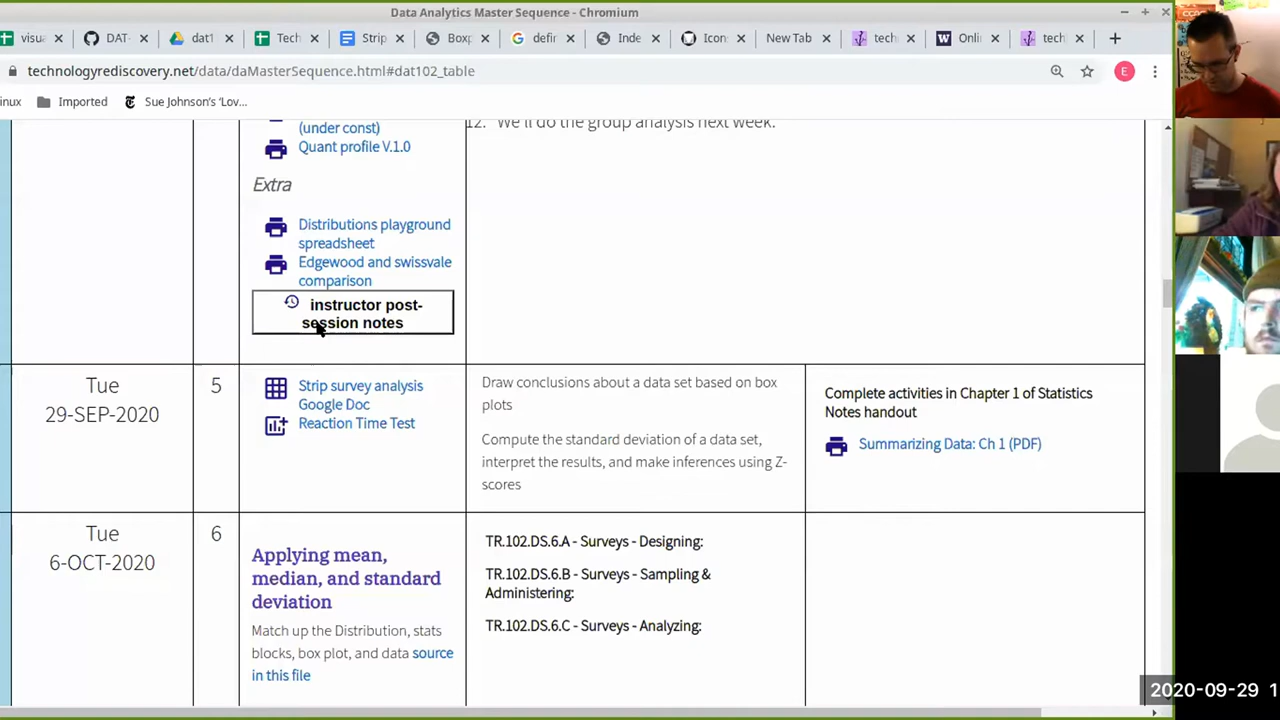 Data Analytics Master Sequence - Chromium
visua
DAT-
dat1
Tech
Strip
Boxp
defir
Inde
Icons
New Tab
tech
Onli
tech
technologyrediscovery.net/data/daMasterSequence.html#dat102_table
E
inux
Imported
Sue Johnson's 'Lov...
(under const)
Quant profile V.1.0
12. We'll do the group analysis next week.
Extra
Distributions playground
spreadsheet
Edgewood and swissvale
comparison
instructor post-
session notes
Tue
29-SEP-2020
5
Strip survey analysis
Google Doc
Reaction Time Test
Draw conclusions about a data set based on box
plots
Compute the standard deviation of a data set,
interpret the results, and make inferences using Z-
scores
Complete activities in Chapter 1 of Statistics
Notes handout
Summarizing Data: Ch 1 (PDF)
Tue
6-OCT-2020
6
Applying mean,
median, and standard
deviation
Match up the Distribution, stats
blocks, box plot, and data source
in this file
TR.102.DS.6.A - Surveys - Designing:
TR.102.DS.6.B - Surveys - Sampling &
Administering:
TR.102.DS.6.C - Surveys - Analyzing:
2020-09-29 1